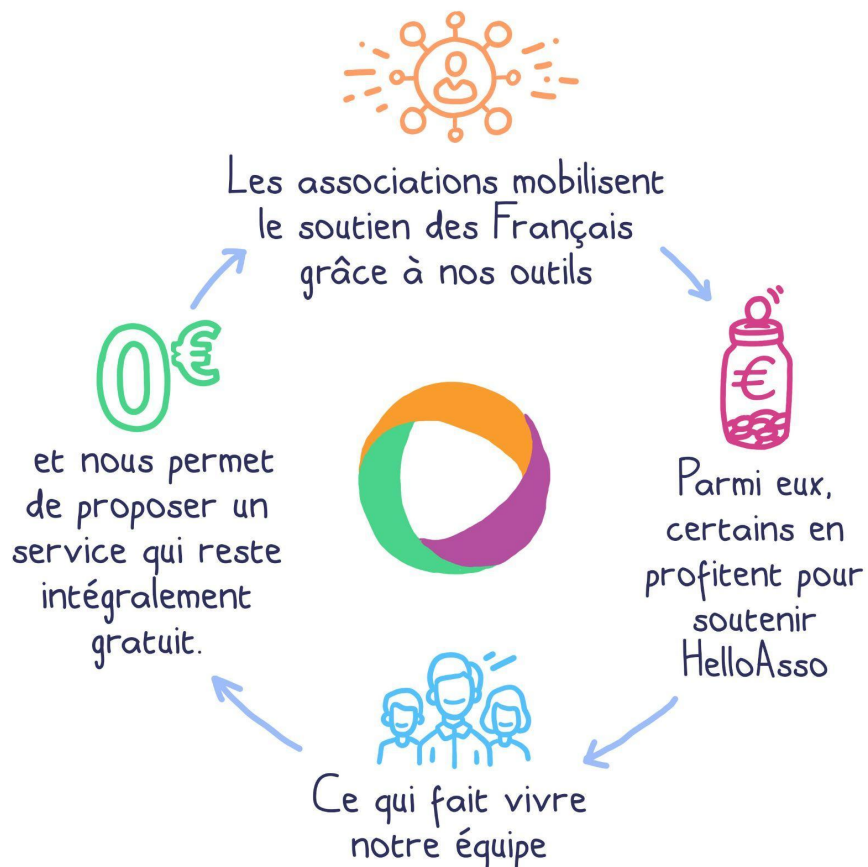 Les associations mobilisent
le soutien des Français
grâce à nos outils
€
Parmi eux,
certains en
profitent pour
soutenir
HelloAsso
Ce qui fait vivre
notre équipe
0€
et nous permet
de proposer un
service qui reste
intégralement
gratuit.